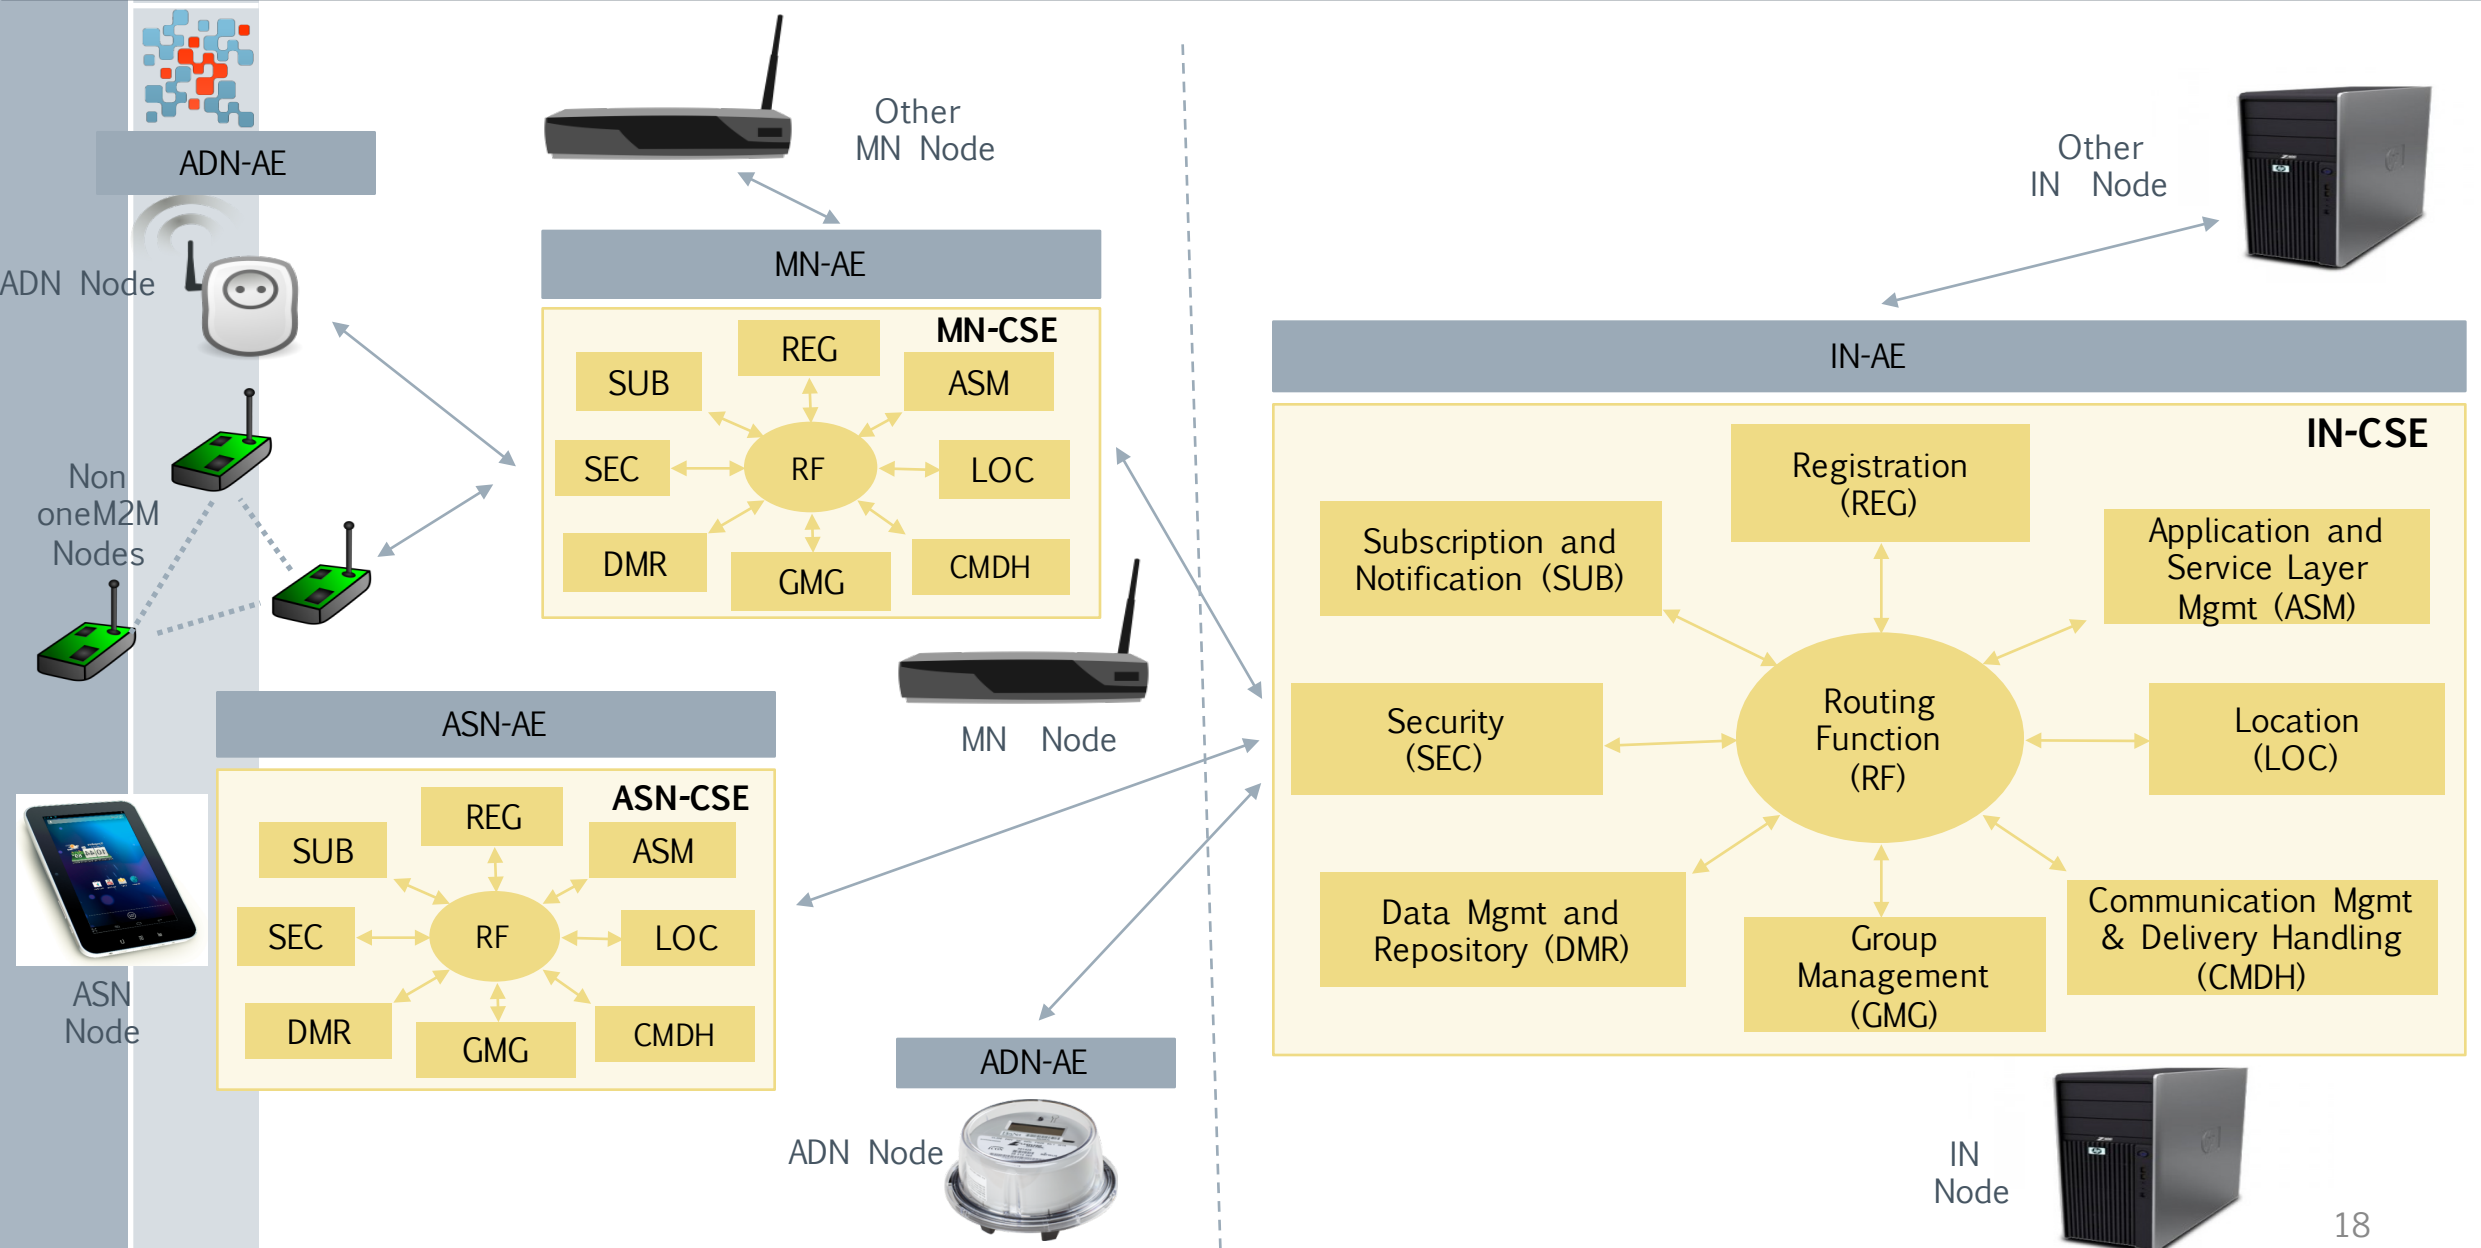 ADN-AE
ADN Node
Non
oneM2M
Nodes
Other
MN Node
MN-AE
MN-CSE
REG
SUB
ASM
SEC
RF
LOC
DMR
GMG
CMDH
MN Node
ASN-AE
ASN-CSE
REG
SUB
ASM
SEC
RF
LOC
DMR
GMG
CMDH
ASN
Node
ADN-AE
ADN Node
Other
IN Node
IN-AE
IN-CSE
Registration
(REG)
Subscription and
Notification (SUB)
Application and
Service Layer
Mgmt (ASM)
Security
(SEC)
Routing
Function
(RF)
Location
(LOC)
Data Mgmt and
Repository (DMR)
Group
Management
(GMG)
Communication Mgmt
& Delivery Handling
(CMDH)
IN
Node
18